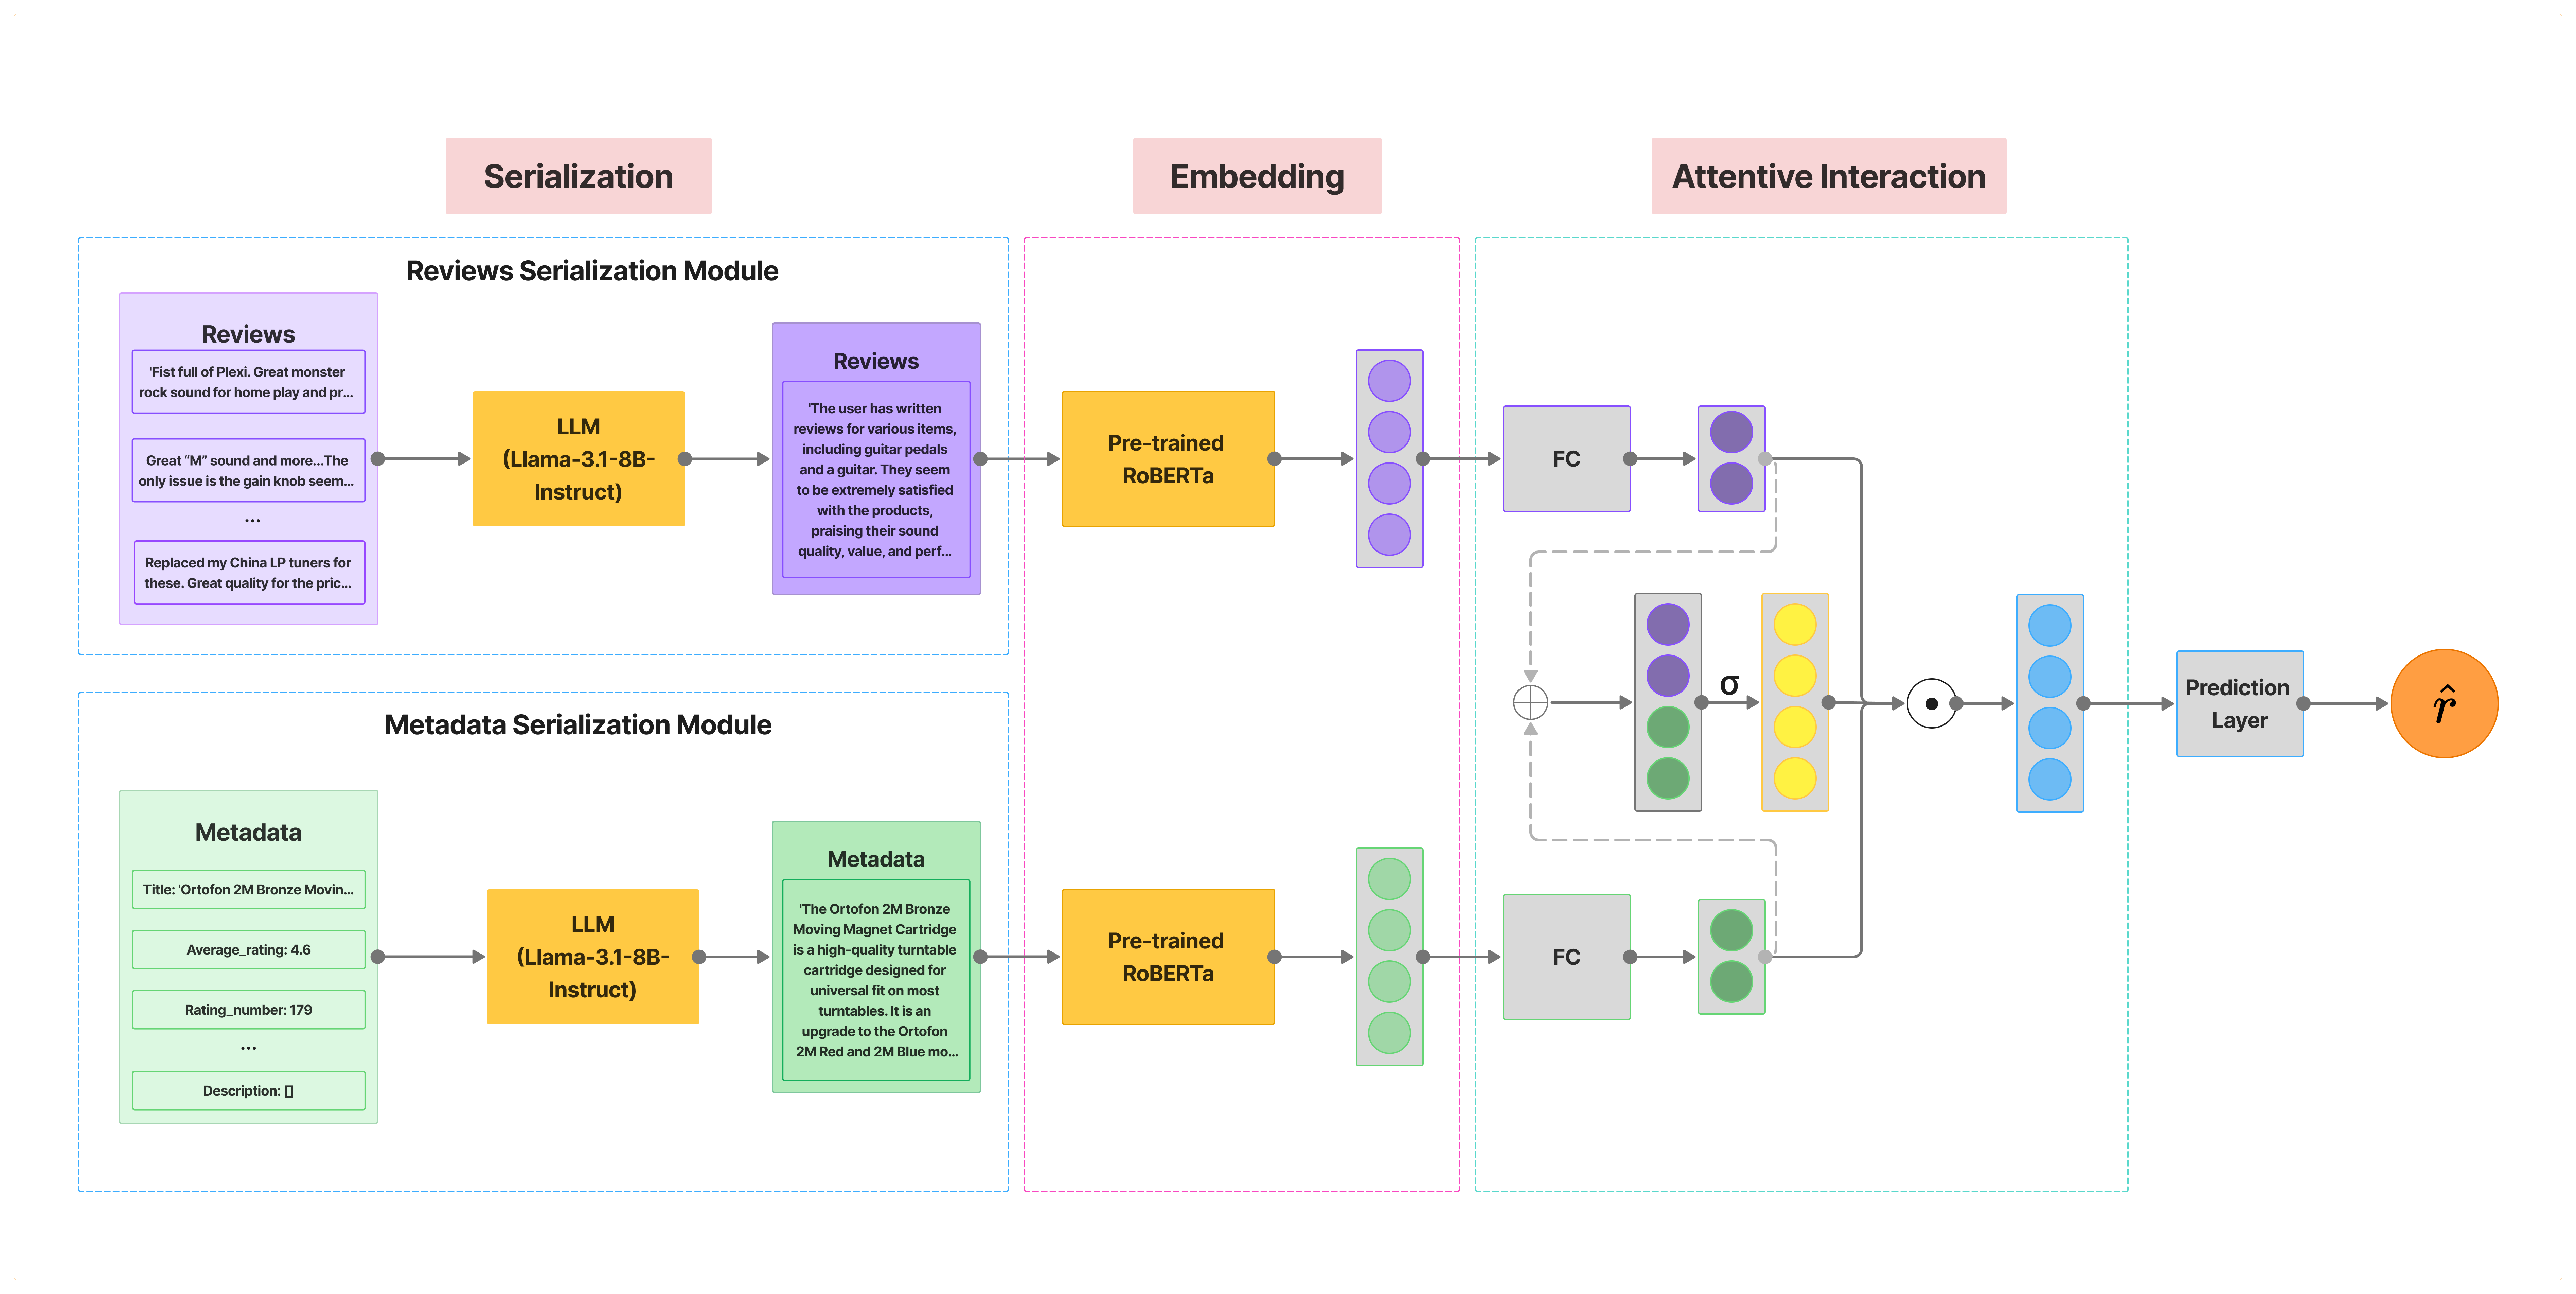 Serialization
Embedding
Attentive Interaction
Reviews Serialization Module
Reviews
'Fist full of Plexi. Great monster
rock sound for home play and pr...
Great “M” sound and more...The
only issue is the gain knob seem...
...
Replaced my China LP tuners for
these. Great quality for the pric...
LLM
(Llama-3.1-8B-
Instruct)
Reviews
'The user has written
reviews for various items,
including guitar pedals
and a guitar. They seem
to be extremely satisfied
with the products,
praising their sound
quality, value, and perf...
Pre-trained
RoBERTa
FC
σ
Prediction
Layer
r̂
Metadata Serialization Module
Metadata
Title: 'Ortofon 2M Bronze Movin...
Average_rating: 4.6
Rating_number: 179
...
Description: []
LLM
(Llama-3.1-8B-
Instruct)
Metadata
'The Ortofon 2M Bronze
Moving Magnet Cartridge
is a high-quality turntable
cartridge designed for
universal fit on most
turntables. It is an
upgrade to the Ortofon
2M Red and 2M Blue mo...
Pre-trained
RoBERTa
FC